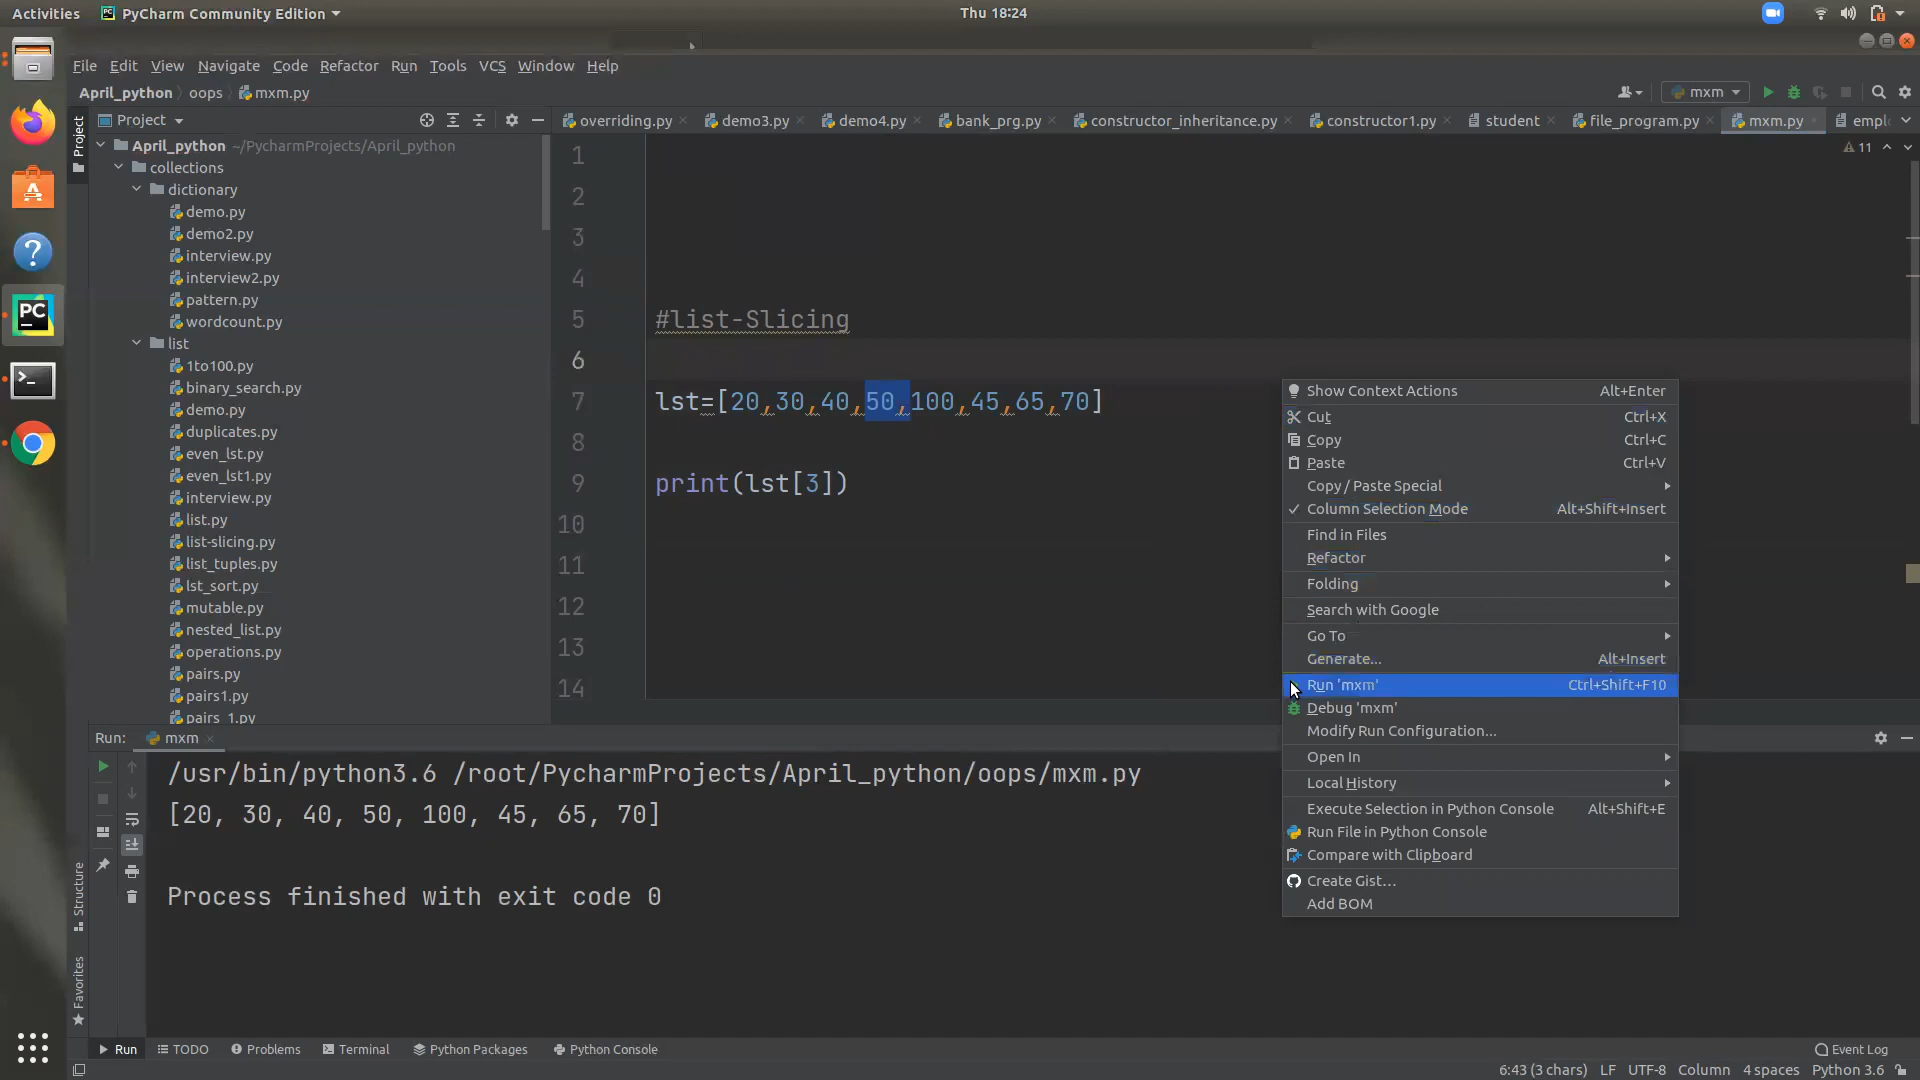 Activities PyCharm Community Edition Thu 18:24
File Edit View Navigate Code Refactor Run Tools VCS Window Help
April_python oops mxm.py mxm
Project overriding.py demo3.py demo4.py bank_prg.py constructor_inheritance.py constructor1.py student file_program.py mxm.py empl
Project
April_python ~/PycharmProjects/April_python
collections
dictionary
demo.py
demo2.py
interview.py
interview2.py
pattern.py
wordcount.py
list
1to100.py
binary_search.py
demo.py
duplicates.py
even_lst.py
even_lst1.py
interview.py
list.py
list-slicing.py
list_tuples.py
lst_sort.py
mutable.py
nested_list.py
operations.py
pairs.py
pairs1.py
pairs_1.py
11
1
2
3
4
5 #list-Slicing
6
7 lst=[20,30,40,50,100,45,65,70]
8
9 print(lst[3])
10
11
12
13
14
Show Context Actions Alt+Enter
Cut Ctrl+X
Copy Ctrl+C
Paste Ctrl+V
Copy / Paste Special
Column Selection Mode Alt+Shift+Insert
Find in Files
Refactor
Folding
Search with Google
Go To
Generate... Alt+Insert
Run 'mxm' Ctrl+Shift+F10
Debug 'mxm'
Modify Run Configuration...
Open In
Local History
Execute Selection in Python Console Alt+Shift+E
Run File in Python Console
Compare with Clipboard
Create Gist...
Add BOM
Run: mxm
/usr/bin/python3.6 /root/PycharmProjects/April_python/oops/mxm.py
[20, 30, 40, 50, 100, 45, 65, 70]
Process finished with exit code 0
Structure
Favorites
Run TODO Problems Terminal Python Packages Python Console Event Log
6:43 (3 chars) LF UTF-8 Column 4 spaces Python 3.6